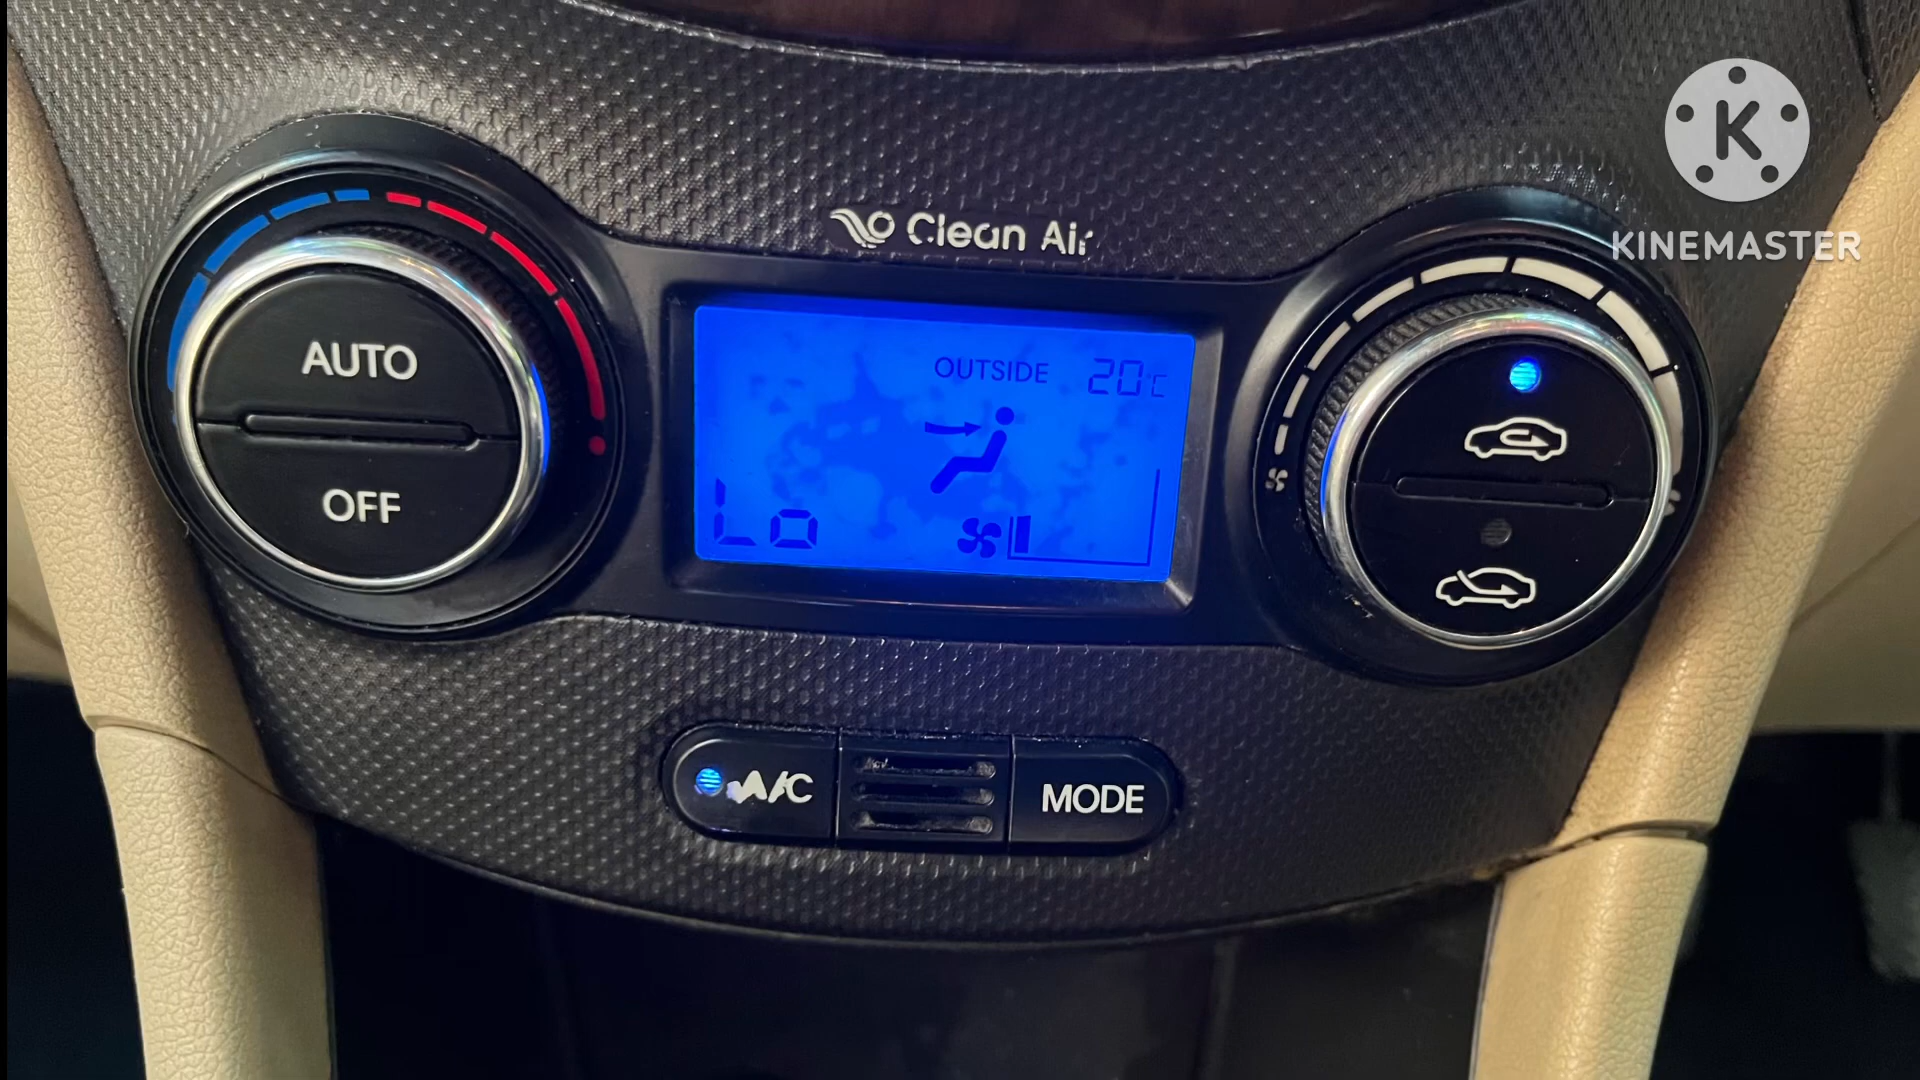 K
KINEMASTER
Clean Air
AUTO
OFF
OUTSIDE 20°C
Lo
A/C
MODE